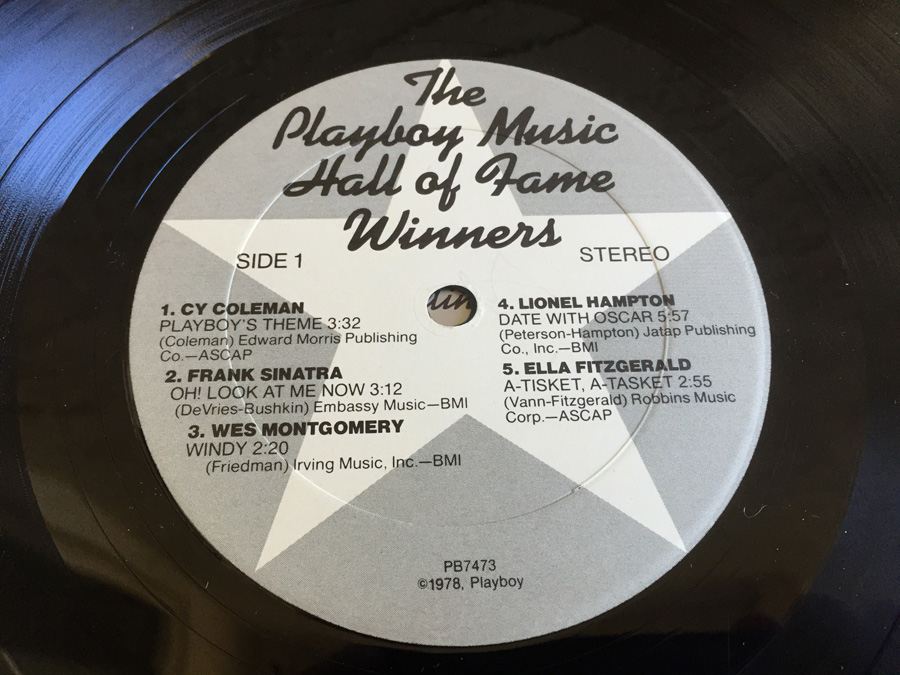 The
Playboy Music
Hall of Fame
Winners
SIDE 1
STEREO
1. CY COLEMAN
PLAYBOY'S THEME 3:32
(Coleman) Edward Morris Publishing
Co.—ASCAP
2. FRANK SINATRA
OH! LOOK AT ME NOW 3:12
(DeVries-Bushkin) Embassy Music—BMI
3. WES MONTGOMERY
WINDY 2:20
(Friedman) Irving Music, Inc.—BMI
4. LIONEL HAMPTON
DATE WITH OSCAR 5:57
(Peterson-Hampton) Jatap Publishing
Co., Inc.—BMI
5. ELLA FITZGERALD
A-TISKET, A-TASKET 2:55
(Vann-Fitzgerald) Robbins Music
Corp.—ASCAP
PB7473
©1978, Playboy